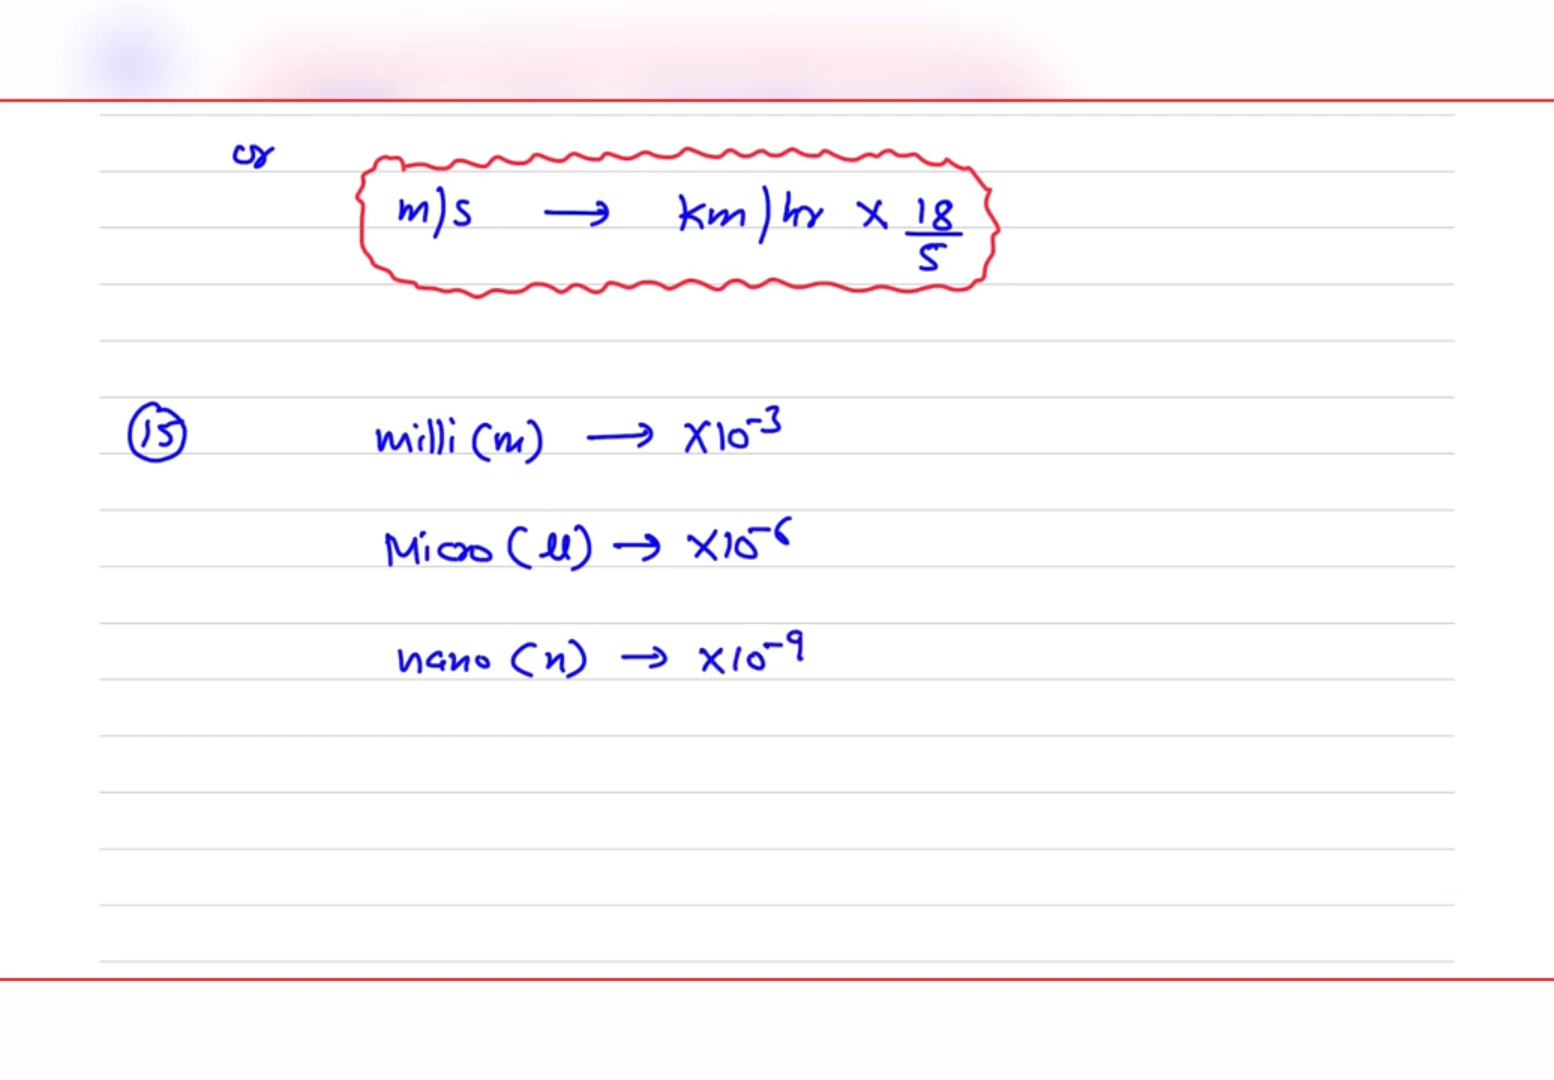 or
m/s → km/hr × 18/5
(15) milli (m) → ×10⁻³
Micro (μ) → ×10⁻⁶
nano (n) → ×10⁻⁹